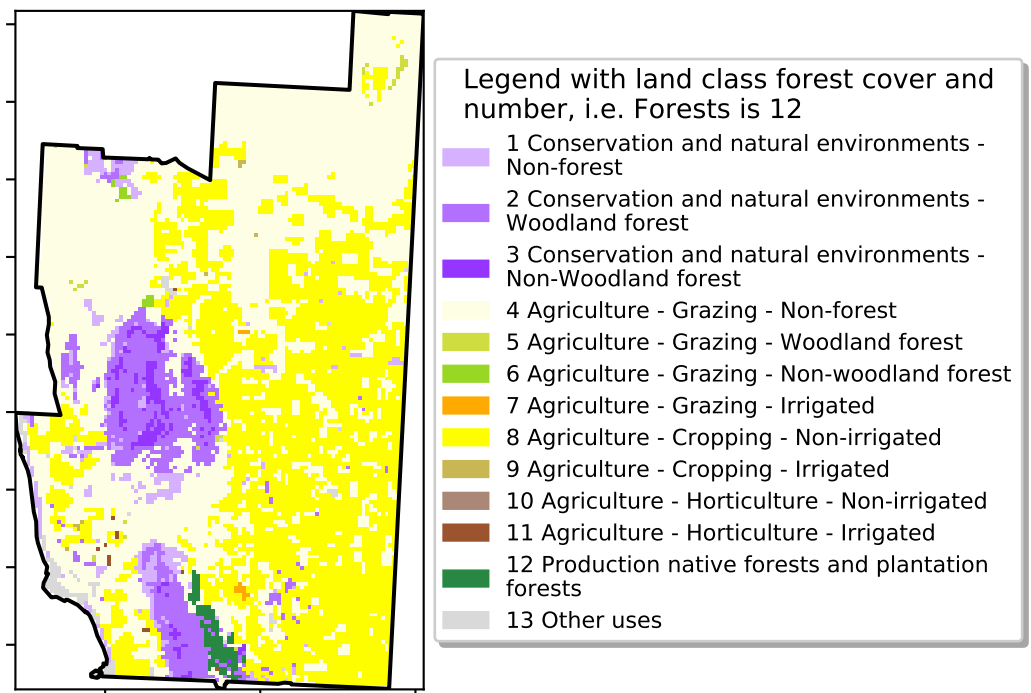 Legend with land class forest cover and
number, i.e. Forests is 12
1 Conservation and natural environments -
Non-forest
2 Conservation and natural environments -
Woodland forest
3 Conservation and natural environments -
Non-Woodland forest
4 Agriculture - Grazing - Non-forest
5 Agriculture - Grazing - Woodland forest
6 Agriculture - Grazing - Non-woodland forest
7 Agriculture - Grazing - Irrigated
8 Agriculture - Cropping - Non-irrigated
9 Agriculture - Cropping - Irrigated
10 Agriculture - Horticulture - Non-irrigated
11 Agriculture - Horticulture - Irrigated
12 Production native forests and plantation
forests
13 Other uses